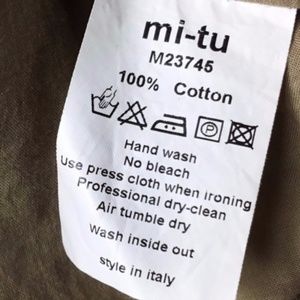 mi-tu
M23745
100% Cotton
P
Hand wash
No bleach
Use press cloth when ironing
Professional dry-clean
Air tumble dry
Wash inside out
style in italy